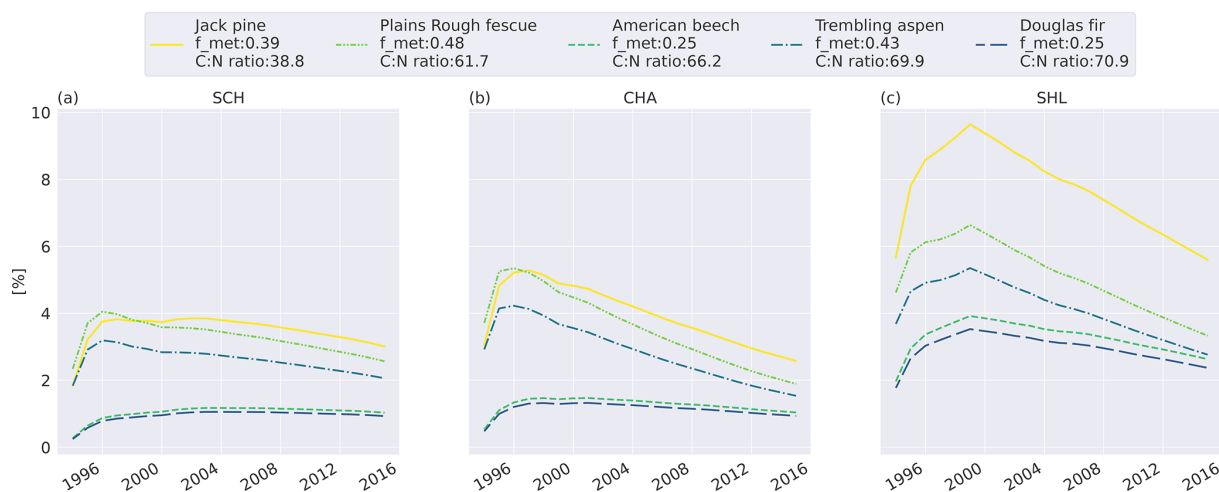 Jack pine
f_met:0.39
C:N ratio:38.8
Plains Rough fescue
f_met:0.48
C:N ratio:61.7
American beech
f_met:0.25
C:N ratio:66.2
Trembling aspen
f_met:0.43
C:N ratio:69.9
Douglas fir
f_met:0.25
C:N ratio:70.9
(a) SCH
(b) CHA
(c) SHL
[%]
10
8
6
4
2
0
1996 2000 2004 2008 2012 2016
1996 2000 2004 2008 2012 2016
1996 2000 2004 2008 2012 2016